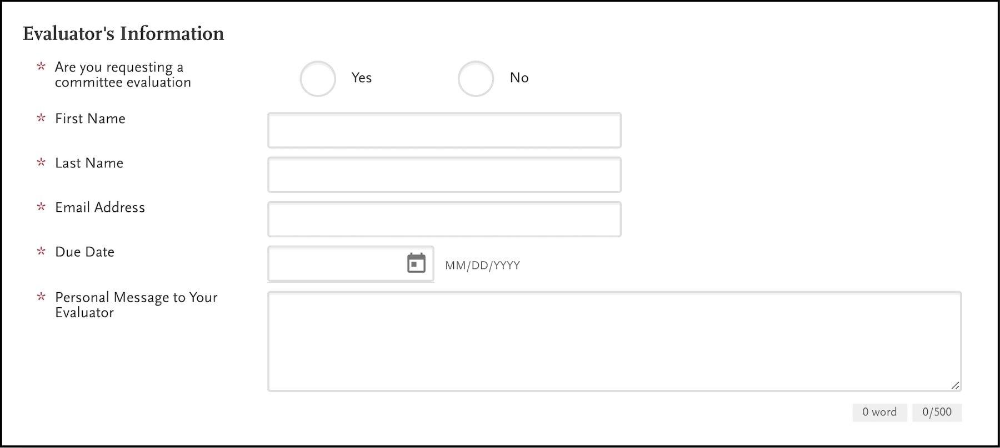 Evaluator's Information
* Are you requesting a
committee evaluation
Yes
No
* First Name
* Last Name
* Email Address
* Due Date
MM/DD/YYYY
* Personal Message to Your
Evaluator
0 word
0/500